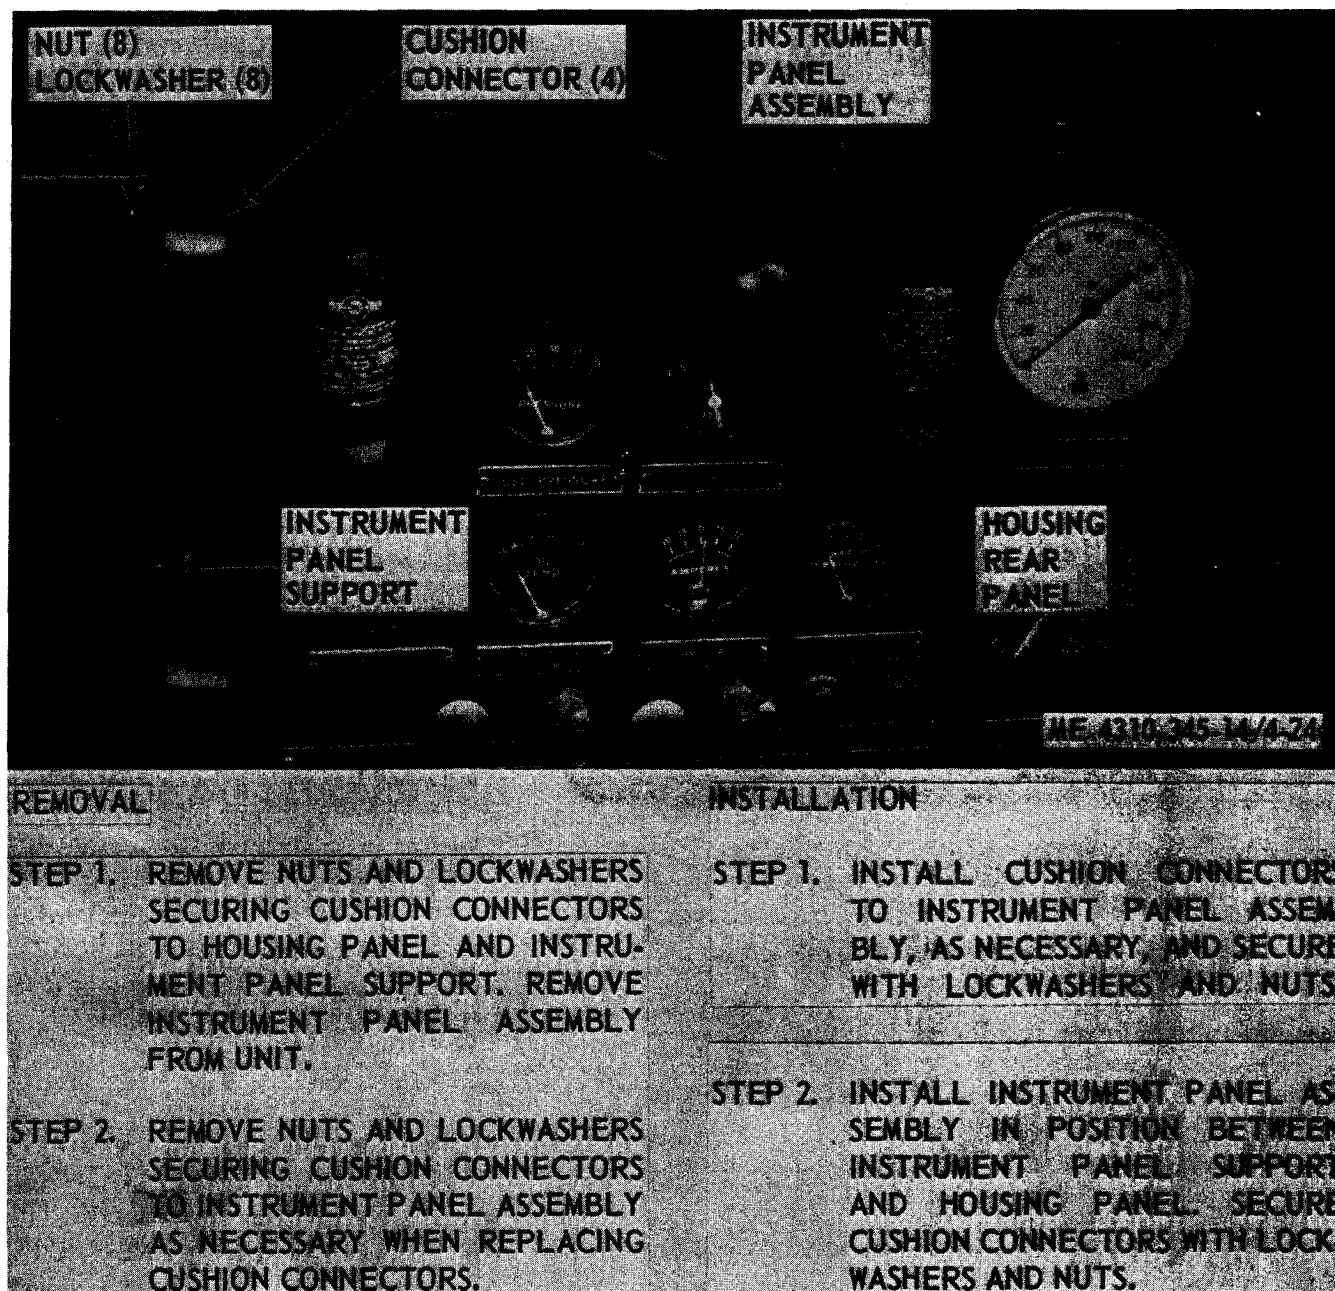 NUT (8)
LOCKWASHER (8)
CUSHION
CONNECTOR (4)
INSTRUMENT
PANEL
ASSEMBLY
INSTRUMENT
PANEL
SUPPORT
HOUSING
REAR
PANEL
AMPERES
ME 4310-345-14/4-24
REMOVAL
STEP 1. REMOVE NUTS AND LOCKWASHERS
SECURING CUSHION CONNECTORS
TO HOUSING PANEL AND INSTRU-
MENT PANEL SUPPORT. REMOVE
INSTRUMENT PANEL ASSEMBLY
FROM UNIT.
STEP 2. REMOVE NUTS AND LOCKWASHERS
SECURING CUSHION CONNECTORS
TO INSTRUMENT PANEL ASSEMBLY
AS NECESSARY WHEN REPLACING
CUSHION CONNECTORS.
INSTALLATION
STEP 1. INSTALL CUSHION CONNECTORS
TO INSTRUMENT PANEL ASSEM
BLY, AS NECESSARY, AND SECURE
WITH LOCKWASHERS AND NUTS
STEP 2. INSTALL INSTRUMENT PANEL AS
SEMBLY IN POSITION BETWEEN
INSTRUMENT PANEL SUPPORT
AND HOUSING PANEL. SECURE
CUSHION CONNECTORS WITH LOCK-
WASHERS AND NUTS.